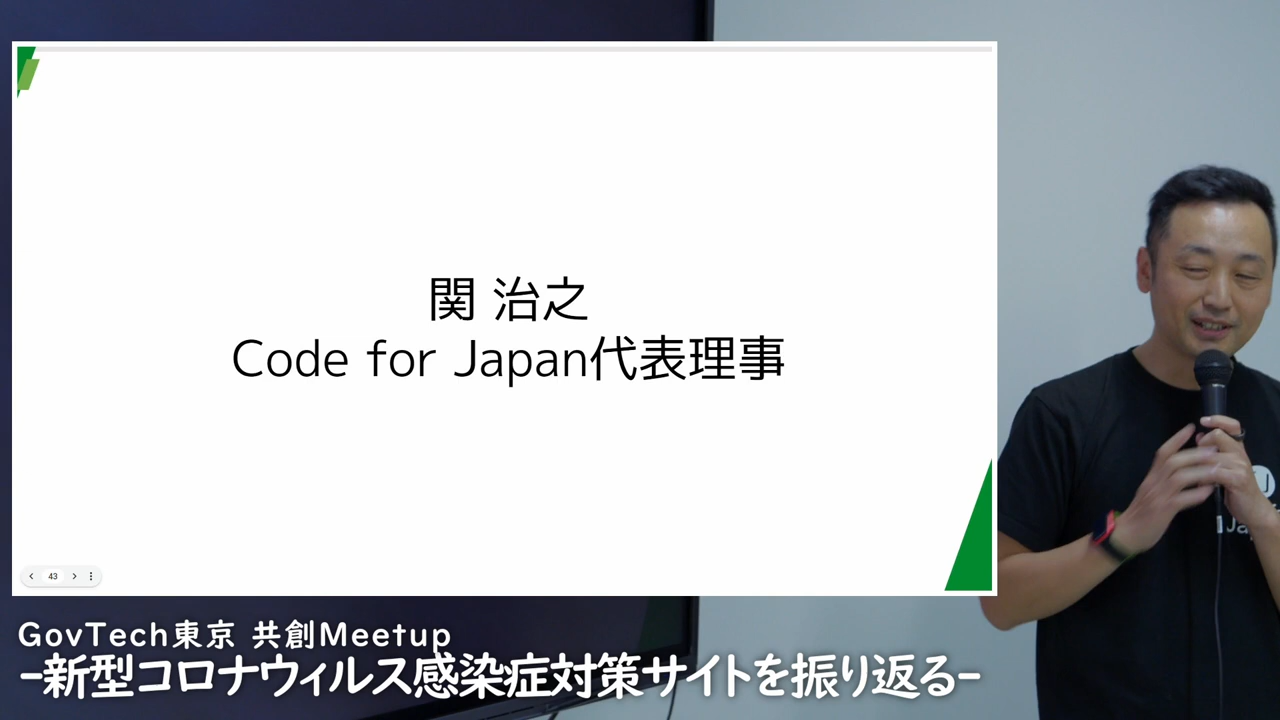 関 治之
Code for Japan代表理事
43
GovTech東京 共創Meetup
-新型コロナウィルス感染症対策サイトを振り返る-